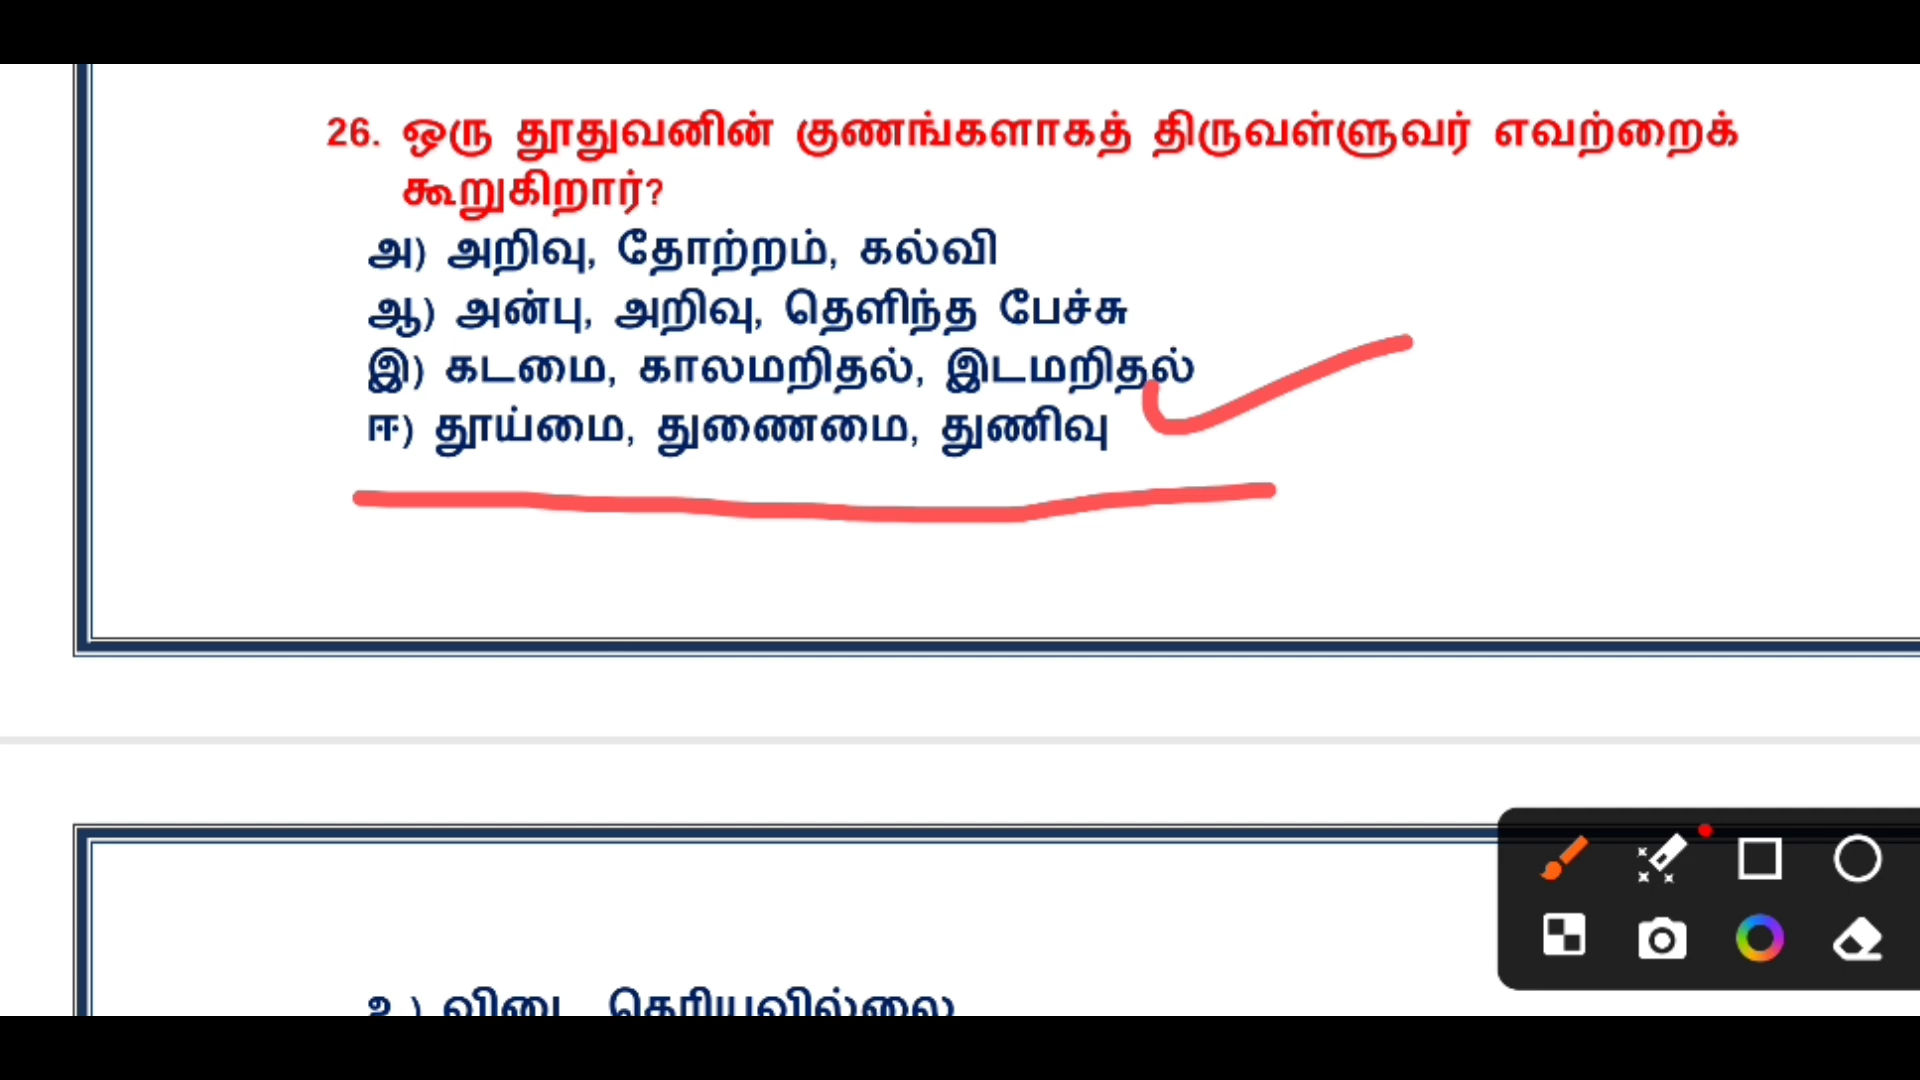 26. ஒரு தூதுவனின் குணங்களாகத் திருவள்ளுவர் எவற்றைக்
கூறுகிறார்?
அ) அறிவு, தோற்றம், கல்வி
ஆ) அன்பு, அறிவு, தெளிந்த பேச்சு
இ) கடமை, காலமறிதல், இடமறிதல்
ஈ) தூய்மை, துணைமை, துணிவு
உ) விடை தெரியவில்லை